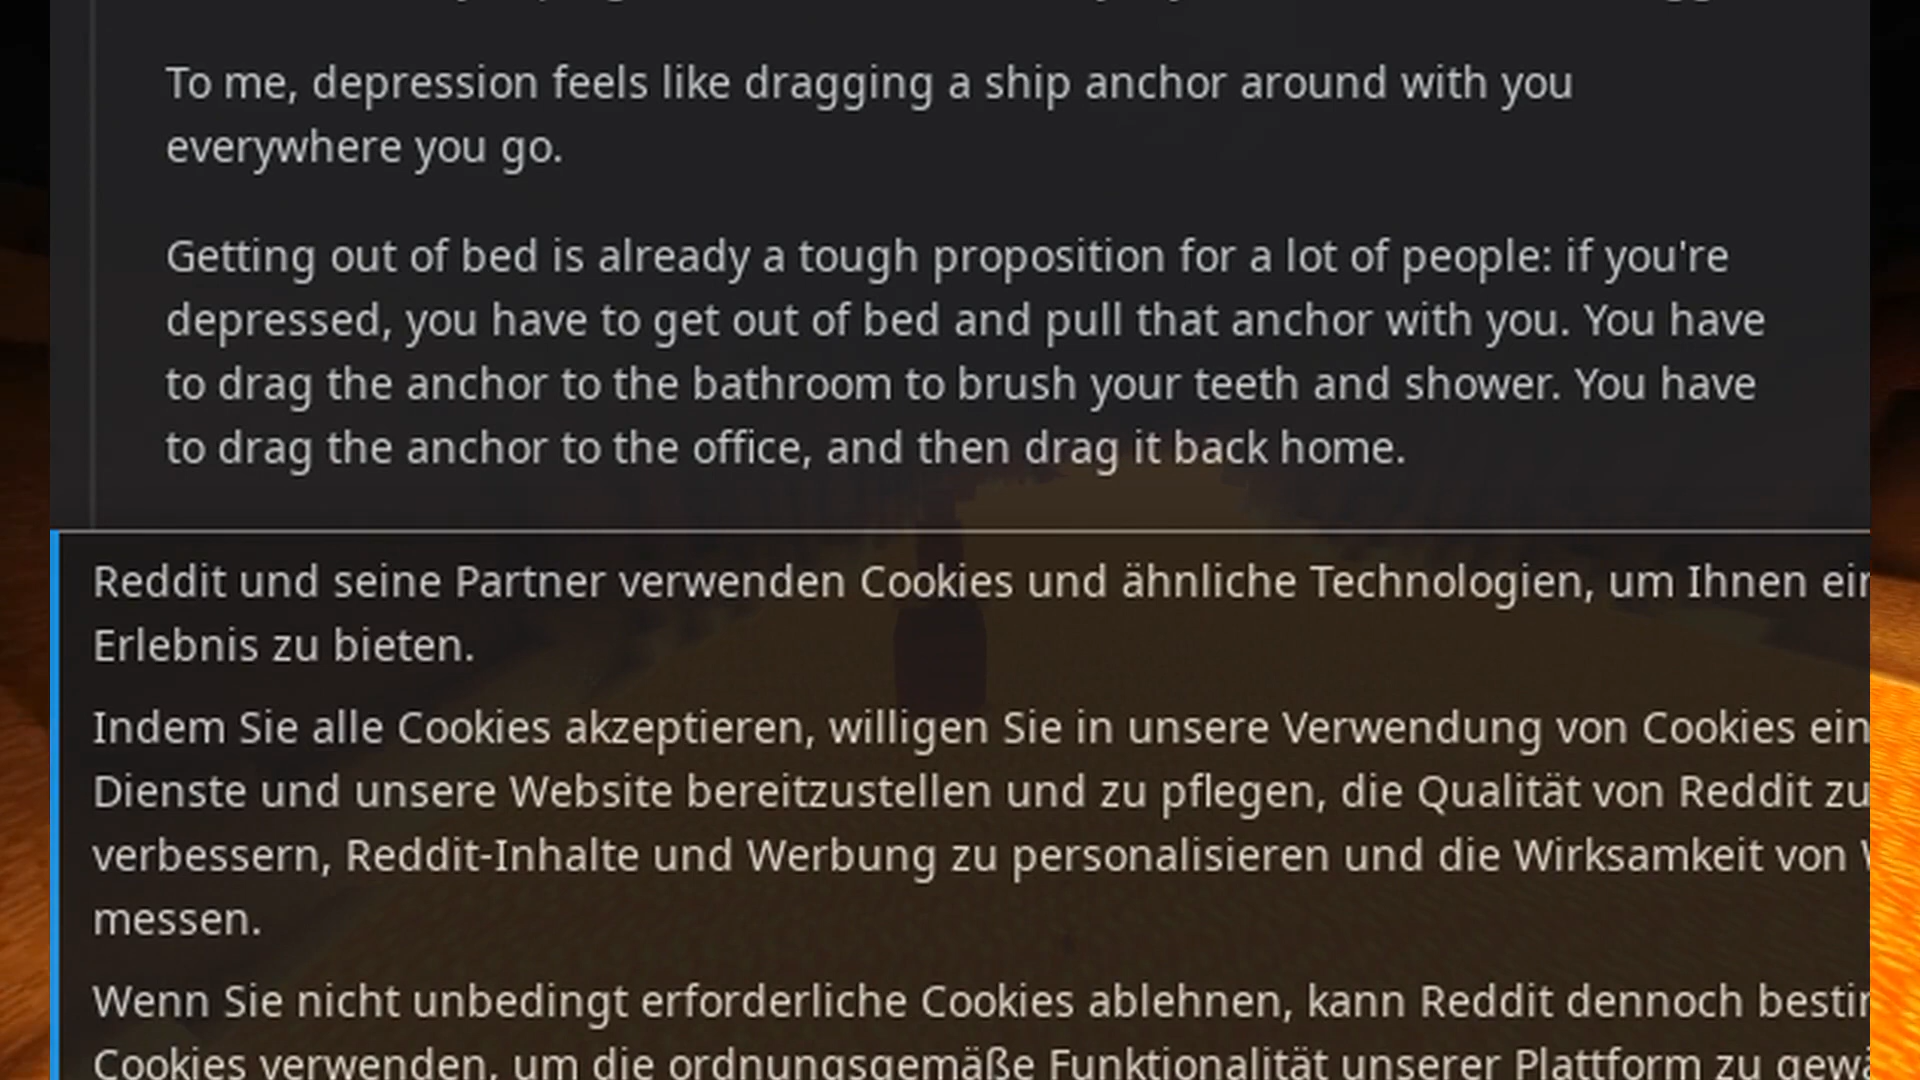 To me, depression feels like dragging a ship anchor around with you
everywhere you go.
Getting out of bed is already a tough proposition for a lot of people: if you're
depressed, you have to get out of bed and pull that anchor with you. You have
to drag the anchor to the bathroom to brush your teeth and shower. You have
to drag the anchor to the office, and then drag it back home.
Reddit und seine Partner verwenden Cookies und ähnliche Technologien, um Ihnen
Erlebnis zu bieten.
Indem Sie alle Cookies akzeptieren, willigen Sie in unsere Verwendung von Cookies ein
Dienste und unsere Website bereitzustellen und zu pflegen, die Qualität von Reddit zu
verbessern, Reddit-Inhalte und Werbung zu personalisieren und die Wirksamkeit von
messen.
Wenn Sie nicht unbedingt erforderliche Cookies ablehnen, kann Reddit dennoch
Cookies verwenden, um die ordnungsgemäße Funktionalität unserer Plattform zu